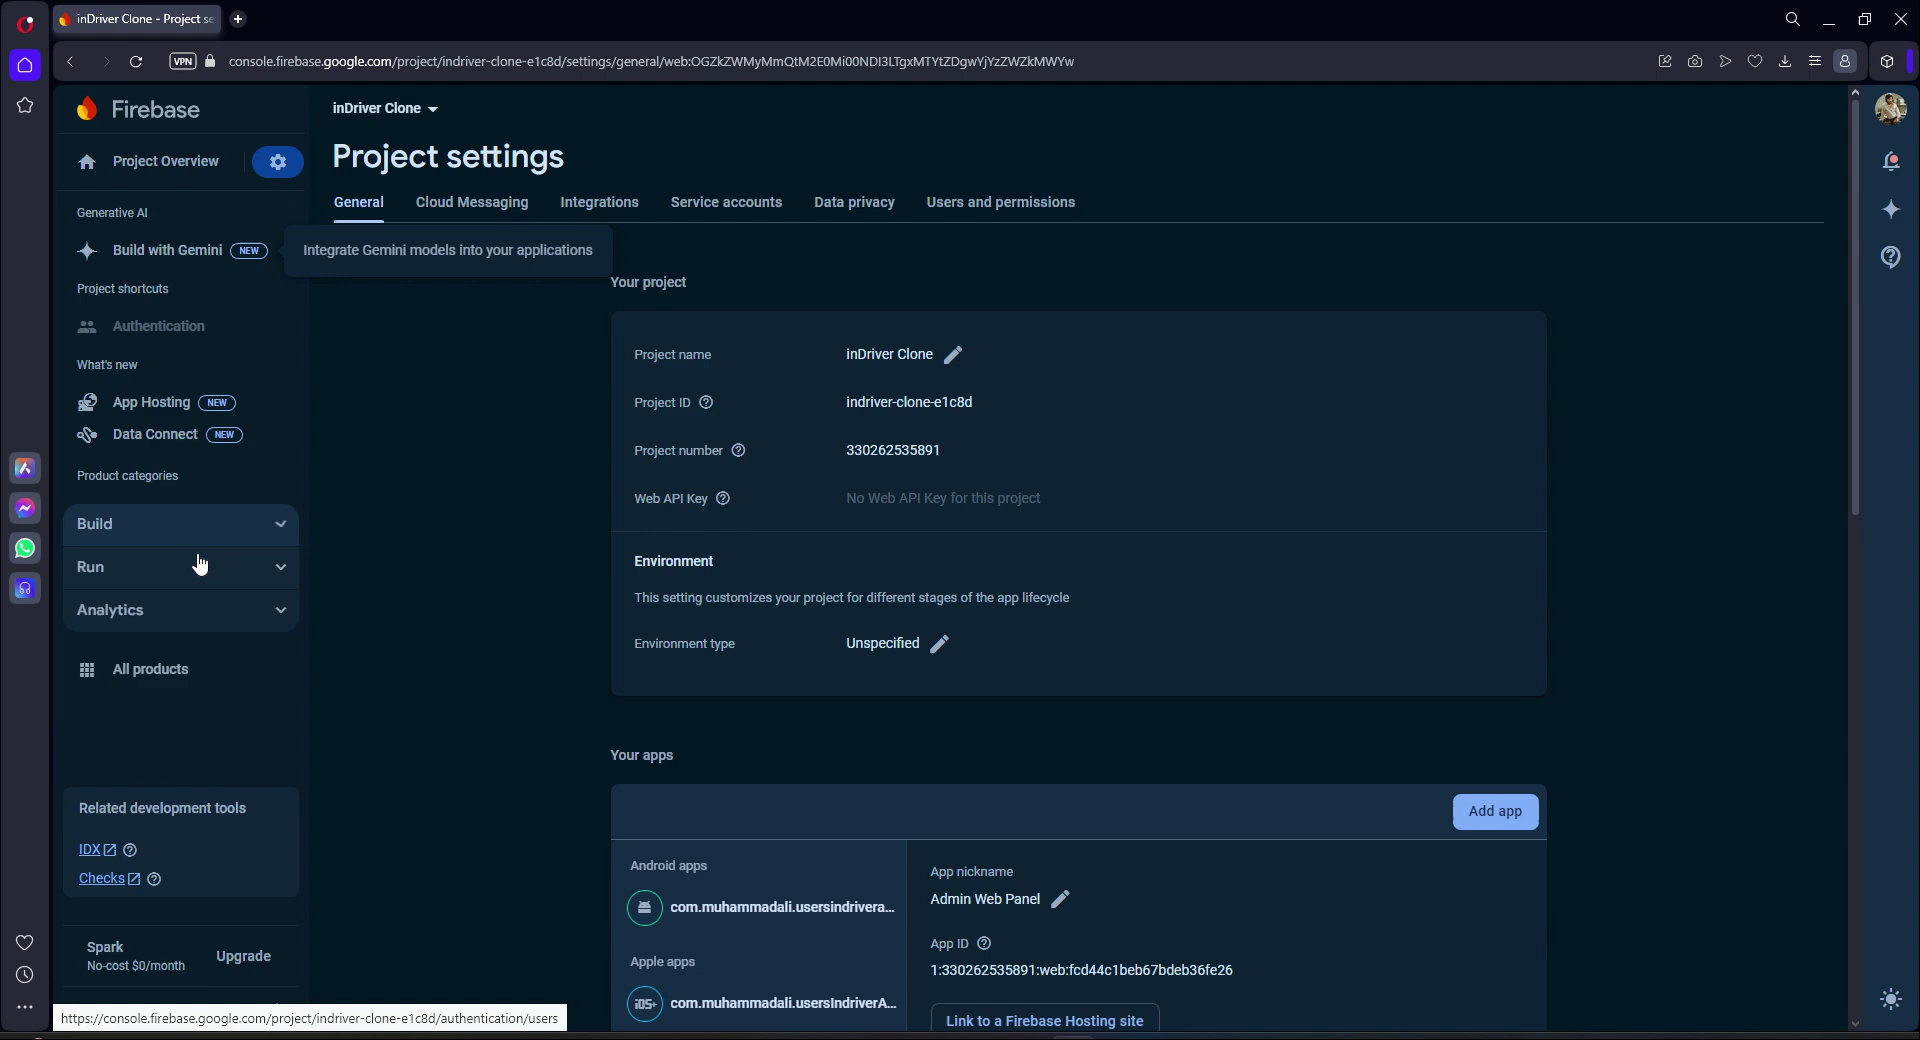 inDriver Clone - Project se
VPN
console.firebase.google.com/project/indriver-clone-e1c8d/settings/general/web:OGZkZWMyMmQtM2E0Mi00NDI3LTgxMTYtZDgwYjYzZWZkMWYw
Firebase
inDriver Clone
Project Overview
Project settings
General
Cloud Messaging
Integrations
Service accounts
Data privacy
Users and permissions
Generative AI
Build with Gemini NEW
Integrate Gemini models into your applications
Project shortcuts
Authentication
What's new
App Hosting NEW
Data Connect NEW
Product categories
Build
Run
Analytics
All products
Related development tools
IDX
Checks
Spark
No-cost $0/month
Upgrade
https://console.firebase.google.com/project/indriver-clone-e1c8d/authentication/users
Your project
Project name
inDriver Clone
Project ID
indriver-clone-e1c8d
Project number
330262535891
Web API Key
No Web API Key for this project
Environment
This setting customizes your project for different stages of the app lifecycle
Environment type
Unspecified
Your apps
Add app
Android apps
com.muhammadali.usersindrivera...
Apple apps
iOS+
com.muhammadali.usersIndriverA...
App nickname
Admin Web Panel
App ID
1:330262535891:web:fcd44c1beb67bdeb36fe26
Link to a Firebase Hosting site